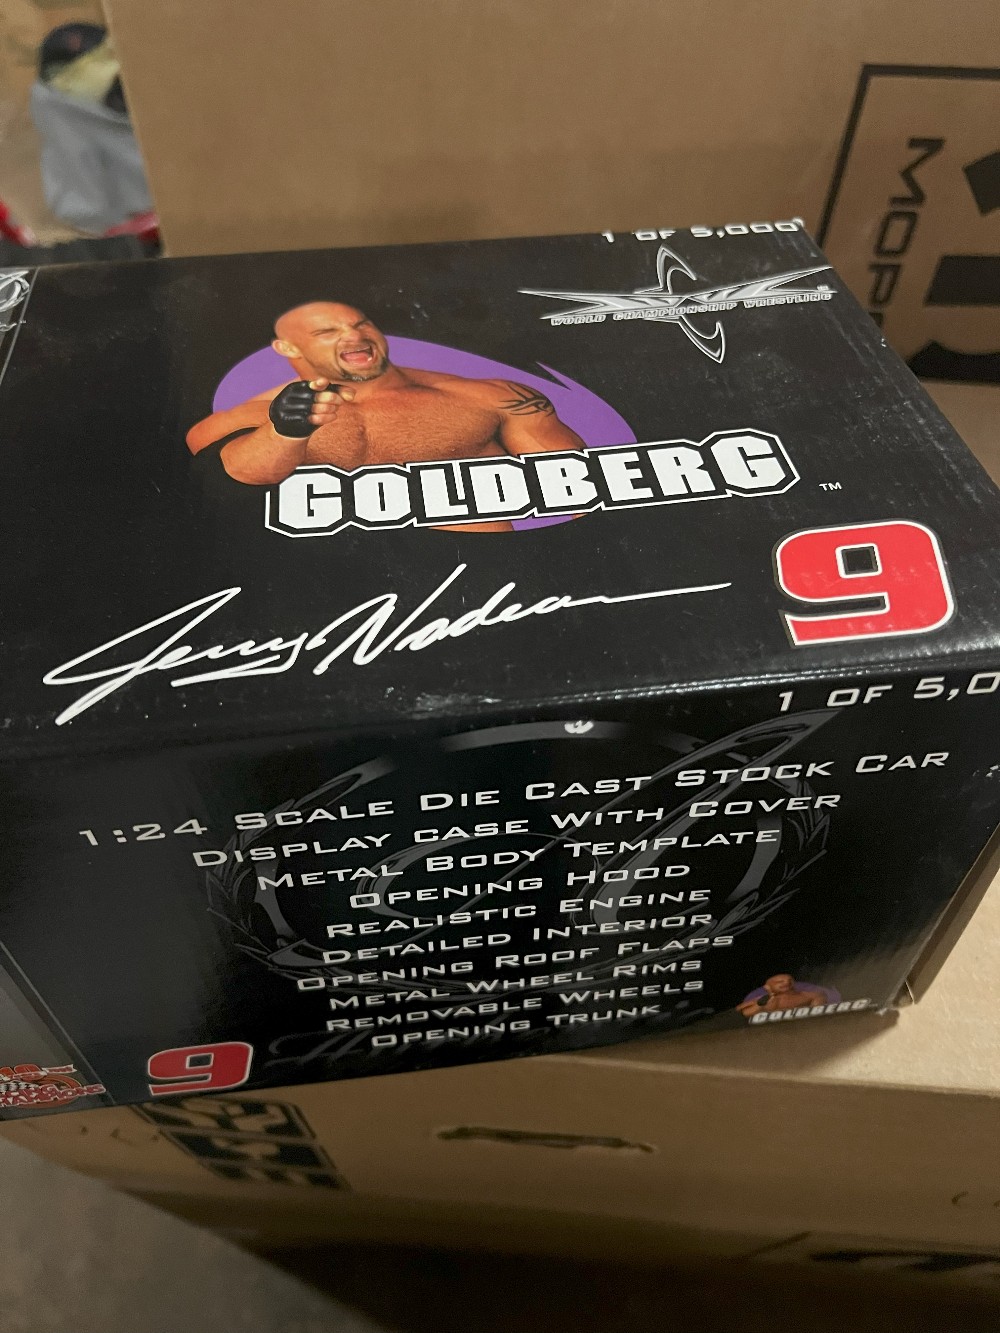 MOP
1 OF 5,000
WORLD CHAMPIONSHIP WRESTLING
GOLDBERG™
9
Jerry Nadeau
1 OF 5,0
1:24 SCALE DIE CAST STOCK CAR
DISPLAY CASE WITH COVER
METAL BODY TEMPLATE
OPENING HOOD
REALISTIC ENGINE
DETAILED INTERIOR
OPENING ROOF FLAPS
METAL WHEEL RIMS
REMOVABLE WHEELS
OPENING TRUNK
GOLDBERG
9